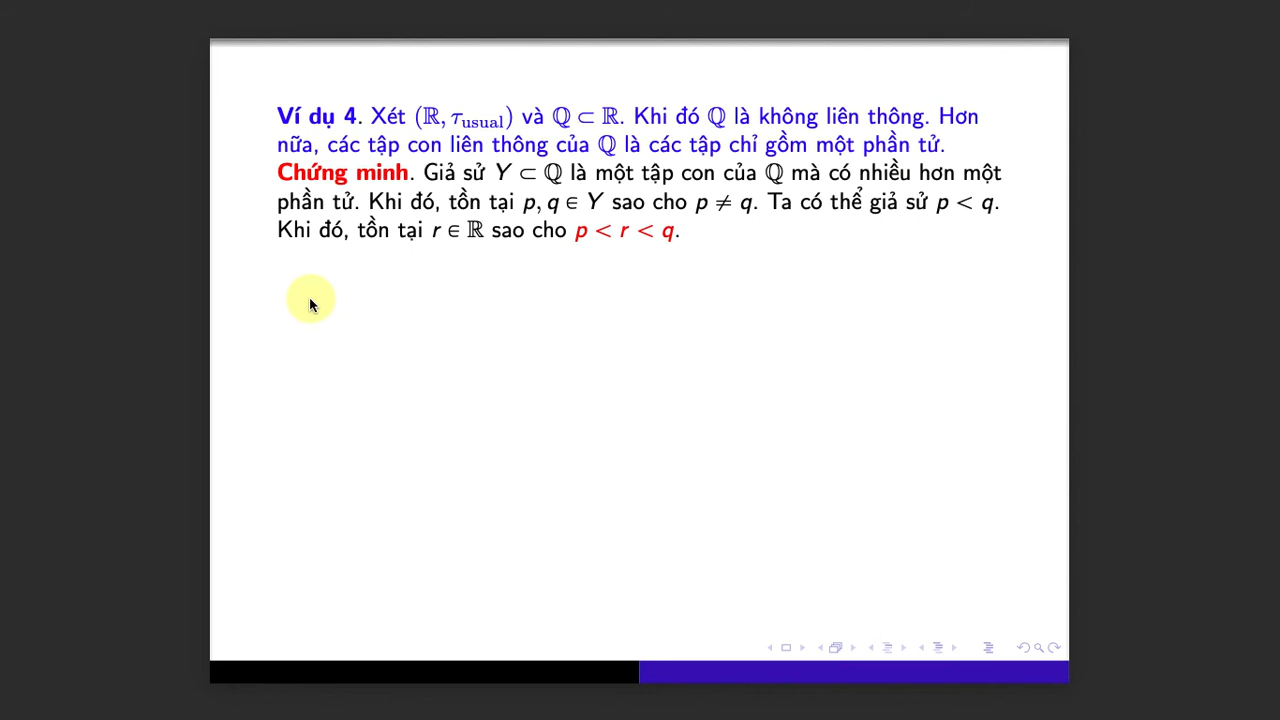 Ví dụ 4. Xét (ℝ, τusual) và ℚ ⊂ ℝ. Khi đó ℚ là không liên thông. Hơn
nữa, các tập con liên thông của ℚ là các tập chỉ gồm một phần tử.
Chứng minh. Giả sử Y ⊂ ℚ là một tập con của ℚ mà có nhiều hơn một
phần tử. Khi đó, tồn tại p, q ∈ Y sao cho p ≠ q. Ta có thể giả sử p < q.
Khi đó, tồn tại r ∈ ℝ sao cho p < r < q.